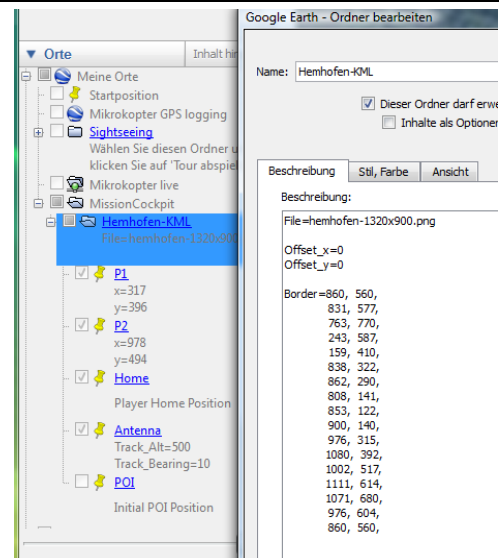 Google Earth - Ordner bearbeiten
Orte
Inhalt
Meine Orte
Startposition
Mikrokopter GPS logging
Sightseeing
Wählen Sie diesen Ordner
klicken Sie auf 'Tour
Mikrokopter live
MissionCockpit
Hemhofen-KML
File=hemhofen-1320x900
P1
x=317
y=396
P2
x=978
y=494
Home
Player Home Position
Antenna
Track_Alt=500
Track_Bearing=10
POI
Initial POI Position
Name: Hemhofen-KML
Dieser Ordner darf
Inhalte als
Beschreibung Stil, Farbe Ansicht
Beschreibung:
File=hemhofen-1320x900.png
Offset_x=0
Offset_y=0
Border=860, 560,
831, 577,
763, 770,
243, 587,
159, 410,
838, 322,
862, 290,
808, 141,
853, 122,
900, 140,
976, 315,
1080, 392,
1002, 517,
1111, 614,
1071, 680,
976, 604,
860, 560,